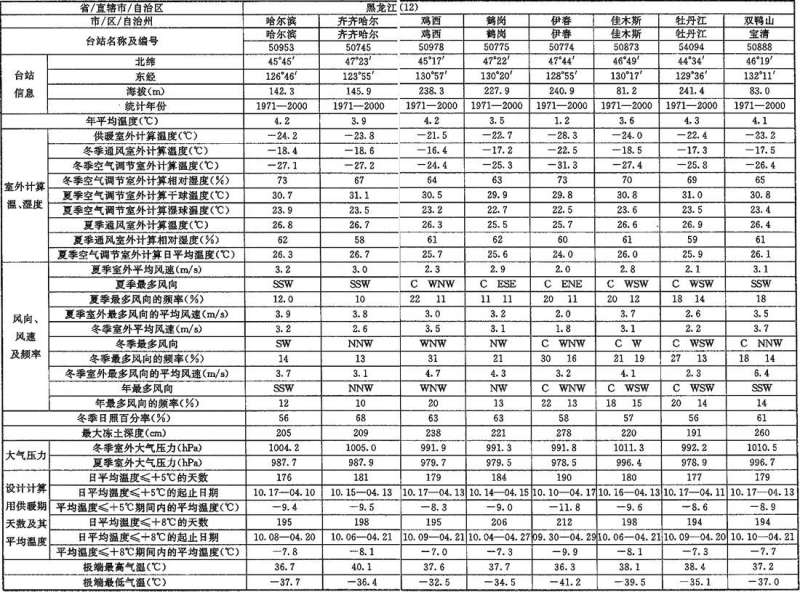 省/直辖市/自治区 黑龙江(12)
市/区/自治州 哈尔滨 齐齐哈尔 鸡西 鹤岗 伊春 佳木斯 牡丹江 双鸭山
台站名称及编号 哈尔滨 齐齐哈尔 鸡西 鹤岗 伊春 佳木斯 牡丹江 宝清
50953 50745 50978 50775 50774 50873 54094 50888
台站信息 北纬 45°45′ 47°23′ 45°17′ 47°22′ 47°44′ 46°49′ 44°34′ 46°19′
东经 126°46′ 123°55′ 130°57′ 130°20′ 128°55′ 130°17′ 129°36′ 132°11′
海拔(m) 142.3 145.9 238.3 227.9 240.9 81.2 241.4 83.0
统计年份 1971—2000 1971—2000 1971—2000 1971—2000 1971—2000 1971—2000 1971—2000 1971—2000
年平均温度(℃) 4.2 3.9 4.2 3.5 1.2 3.6 4.3 4.1
室外计算温、湿度 供暖室外计算温度(℃) −24.2 −23.8 −21.5 −22.7 −28.3 −24.0 −22.4 −23.2
冬季通风室外计算温度(℃) −18.4 −18.6 −16.4 −17.2 −22.5 −18.5 −17.3 −17.5
冬季空气调节室外计算温度(℃) −27.1 −27.2 −24.4 −25.3 −31.3 −27.4 −25.8 −26.4
冬季空气调节室外计算相对湿度(%) 73 67 64 63 73 70 69 65
夏季空气调节室外计算干球温度(℃) 30.7 31.1 30.5 29.9 29.8 30.8 31.0 30.8
夏季空气调节室外计算湿球温度(℃) 23.9 23.5 23.2 22.7 22.5 23.6 23.5 23.4
夏季通风室外计算温度(℃) 26.8 26.7 26.3 25.5 25.7 26.6 26.9 26.4
夏季通风室外计算相对湿度(%) 62 58 61 62 60 61 59 61
夏季空气调节室外计算日平均温度(℃) 26.3 26.7 25.7 25.6 24.0 26.0 25.9 26.1
风向、风速及频率 夏季室外平均风速(m/s) 3.2 3.0 2.3 2.9 2.0 2.8 2.1 3.1
夏季最多风向 SSW SSW C WNW C ESE C ENE C WSW C WSW SSW
夏季最多风向的频率(%) 12.0 10 22 11 11 11 20 11 20 12 18 14 18
夏季室外最多风向的平均风速(m/s) 3.9 3.8 3.0 3.2 2.0 3.7 2.6 3.5
冬季室外平均风速(m/s) 3.2 2.6 3.5 3.1 1.8 3.1 2.2 3.7
冬季最多风向 SW NNW WNW NW C WNW C W C WSW C NNW
冬季最多风向的频率(%) 14 13 31 21 30 16 21 19 27 13 18 14
冬季室外最多风向的平均风速(m/s) 3.7 3.1 4.7 4.3 3.2 4.1 2.3 6.4
年最多风向 SSW NNW WNW NW C WNW C WSW C WSW SSW
年最多风向的频率(%) 12 10 20 13 22 13 18 15 20 14 14
冬季日照百分率(%) 56 68 63 63 58 57 56 61
最大冻土深度(cm) 205 209 238 221 278 220 191 260
大气压力 冬季室外大气压力(hPa) 1004.2 1005.0 991.9 991.3 991.8 1011.3 992.2 1010.5
夏季室外大气压力(hPa) 987.7 987.9 979.7 979.5 978.5 996.4 978.9 996.7
设计计算用供暖期天数及其平均温度 日平均温度≤+5℃的天数 176 181 179 184 190 180 177 179
日平均温度≤+5℃的起止日期 10.17—04.10 10.15—04.13 10.17—04.13 10.14—04.15 10.10—04.17 10.16—04.13 10.17—04.11 10.17—04.13
平均温度≤+5℃期间内的平均温度(℃) −9.4 −9.5 −8.3 −9.0 −11.8 −9.6 −8.6 −8.9
日平均温度≤+8℃的天数 195 198 195 206 212 198 194 194
日平均温度≤+8℃的起止日期 10.08—04.20 10.06—04.21 10.09—04.21 10.04—04.27 09.30—04.29 10.06—04.21 10.09—04.20 10.10—04.21
平均温度≤+8℃期间内的平均温度(℃) −7.8 −8.1 −7.0 −7.3 −9.9 −8.1 −7.3 −7.7
极端最高气温(℃) 36.7 40.1 37.6 37.7 36.3 38.1 38.4 37.2
极端最低气温(℃) −37.7 −36.4 −32.5 −34.5 −41.2 −39.5 −35.1 −37.0